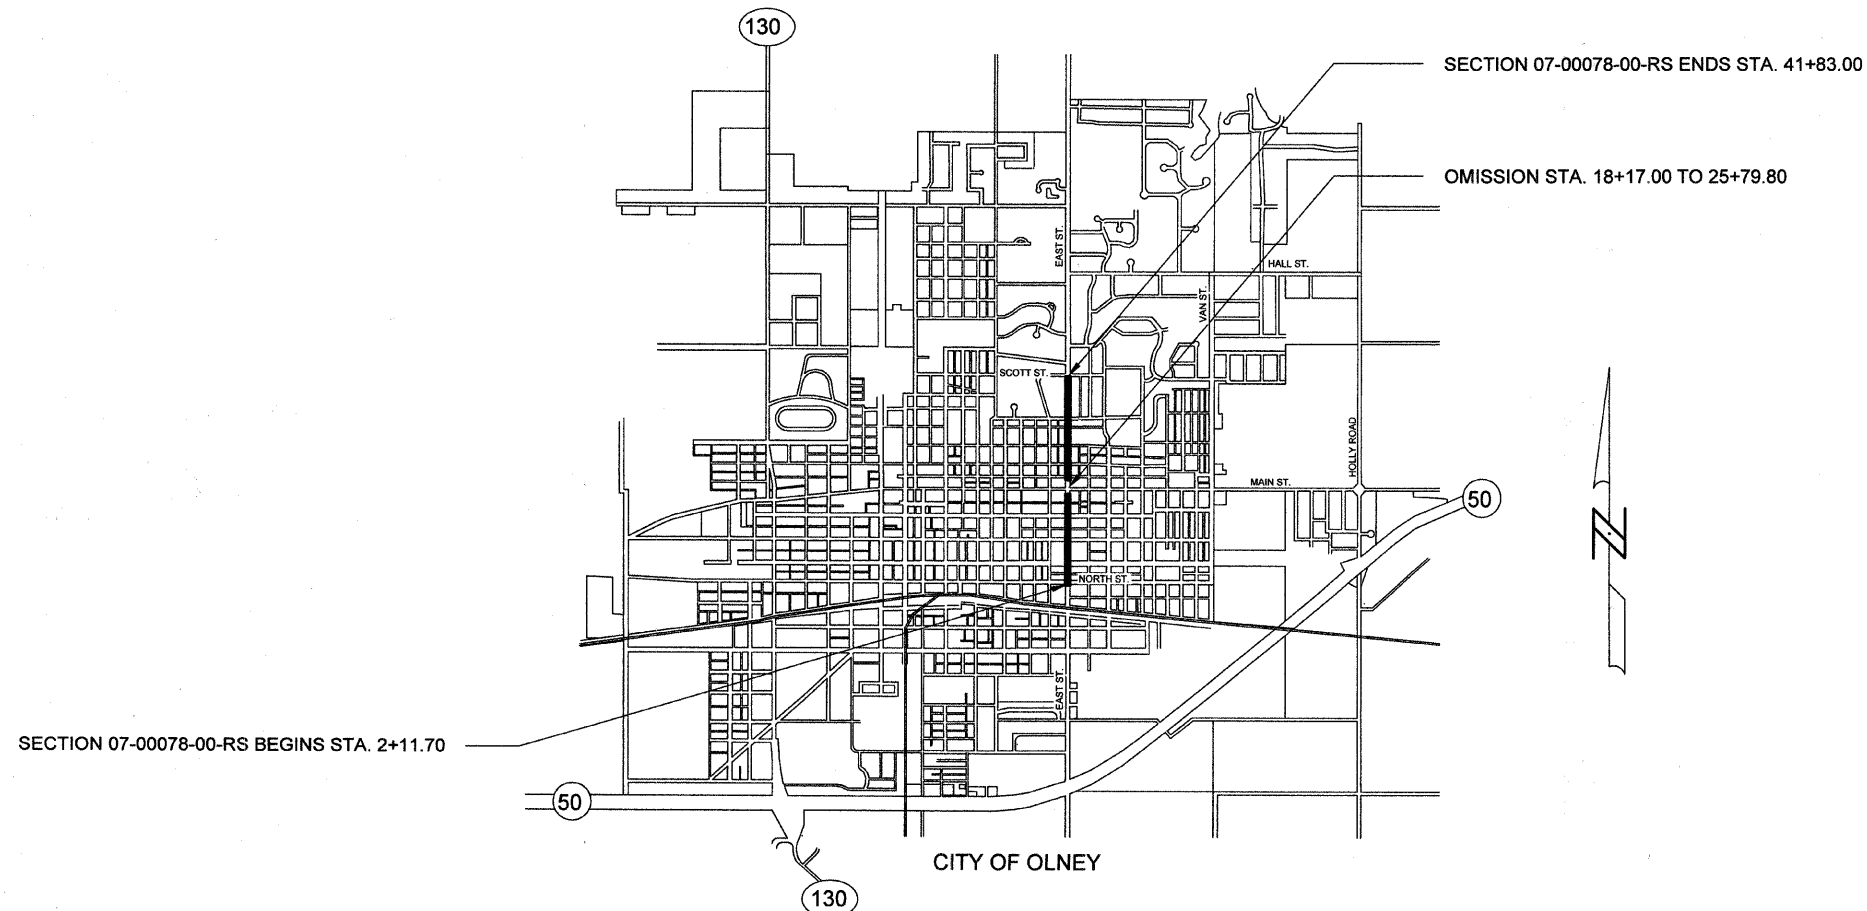 130
SECTION 07-00078-00-RS ENDS STA. 41+83.00
OMISSION STA. 18+17.00 TO 25+79.80
EAST ST.
HALL ST.
VAN ST.
SCOTT ST.
HOLLY ROAD
MAIN ST.
50
N
NORTH ST.
EAST ST.
SECTION 07-00078-00-RS BEGINS STA. 2+11.70
50
CITY OF OLNEY
130